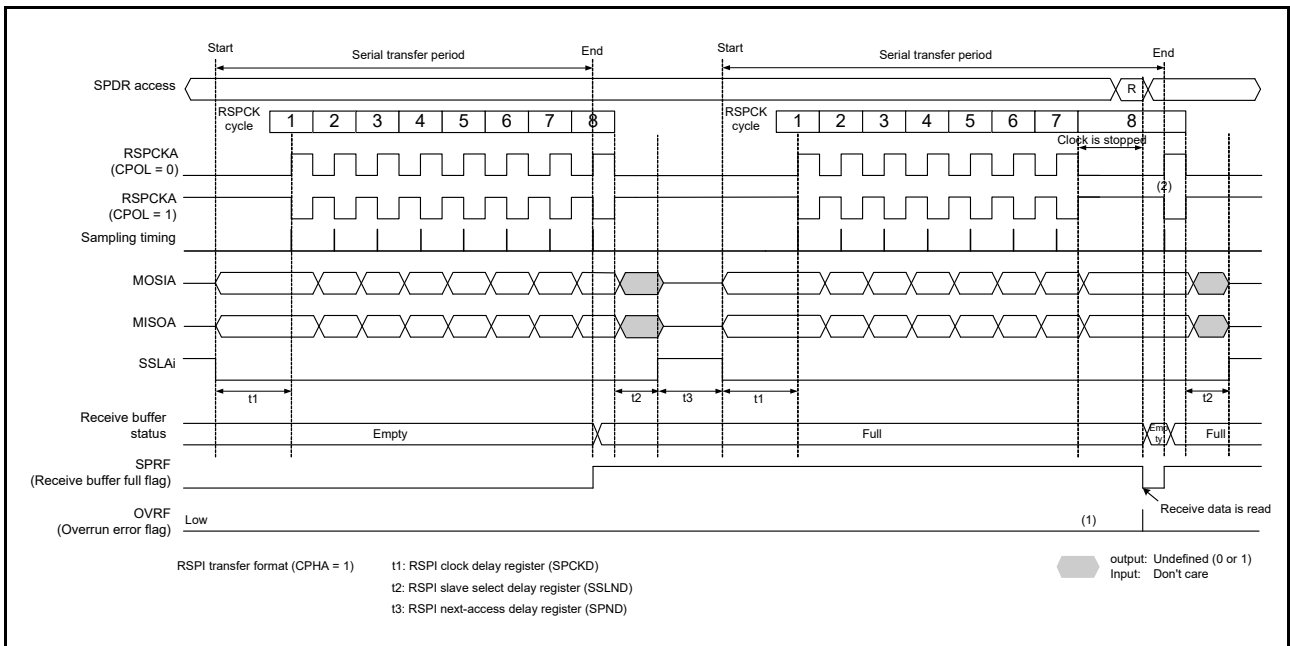 Start
Serial transfer period
End
Start
Serial transfer period
End
SPDR access
R
RSPCK
cycle
1 2 3 4 5 6 7 8
RSPCK
cycle
1 2 3 4 5 6 7 8
Clock is stopped
RSPCKA
(CPOL = 0)
(2)
RSPCKA
(CPOL = 1)
Sampling timing
MOSIA
MISOA
SSLAi
t1
t2
t3
t1
t2
Receive buffer
status
Empty
Full
Emp
ty
Full
SPRF
(Receive buffer full flag)
Receive data is read
OVRF
(Overrun error flag)
Low
(1)
RSPI transfer format (CPHA = 1)
t1: RSPI clock delay register (SPCKD)
t2: RSPI slave select delay register (SSLND)
t3: RSPI next-access delay register (SPND)
output: Undefined (0 or 1)
Input: Don't care